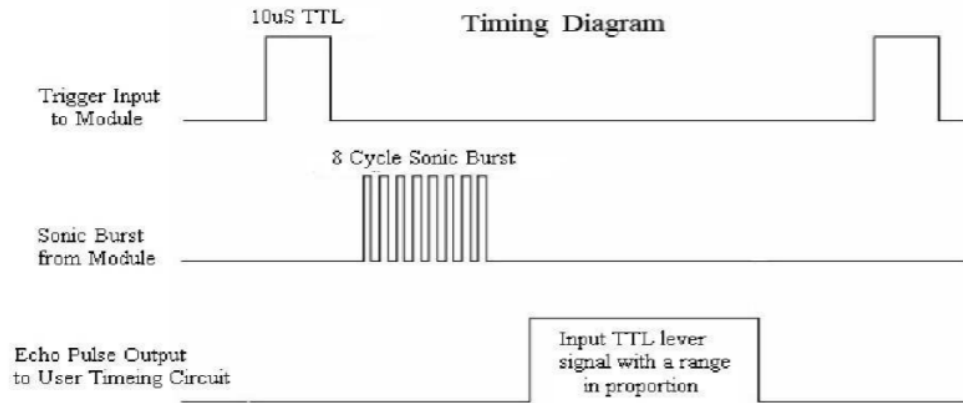 10uS TTL
Timing Diagram
Trigger Input
to Module
8 Cycle Sonic Burst
Sonic Burst
from Module
Echo Pulse Output
to User Timeing Circuit
Input TTL lever
signal with a range
in proportion